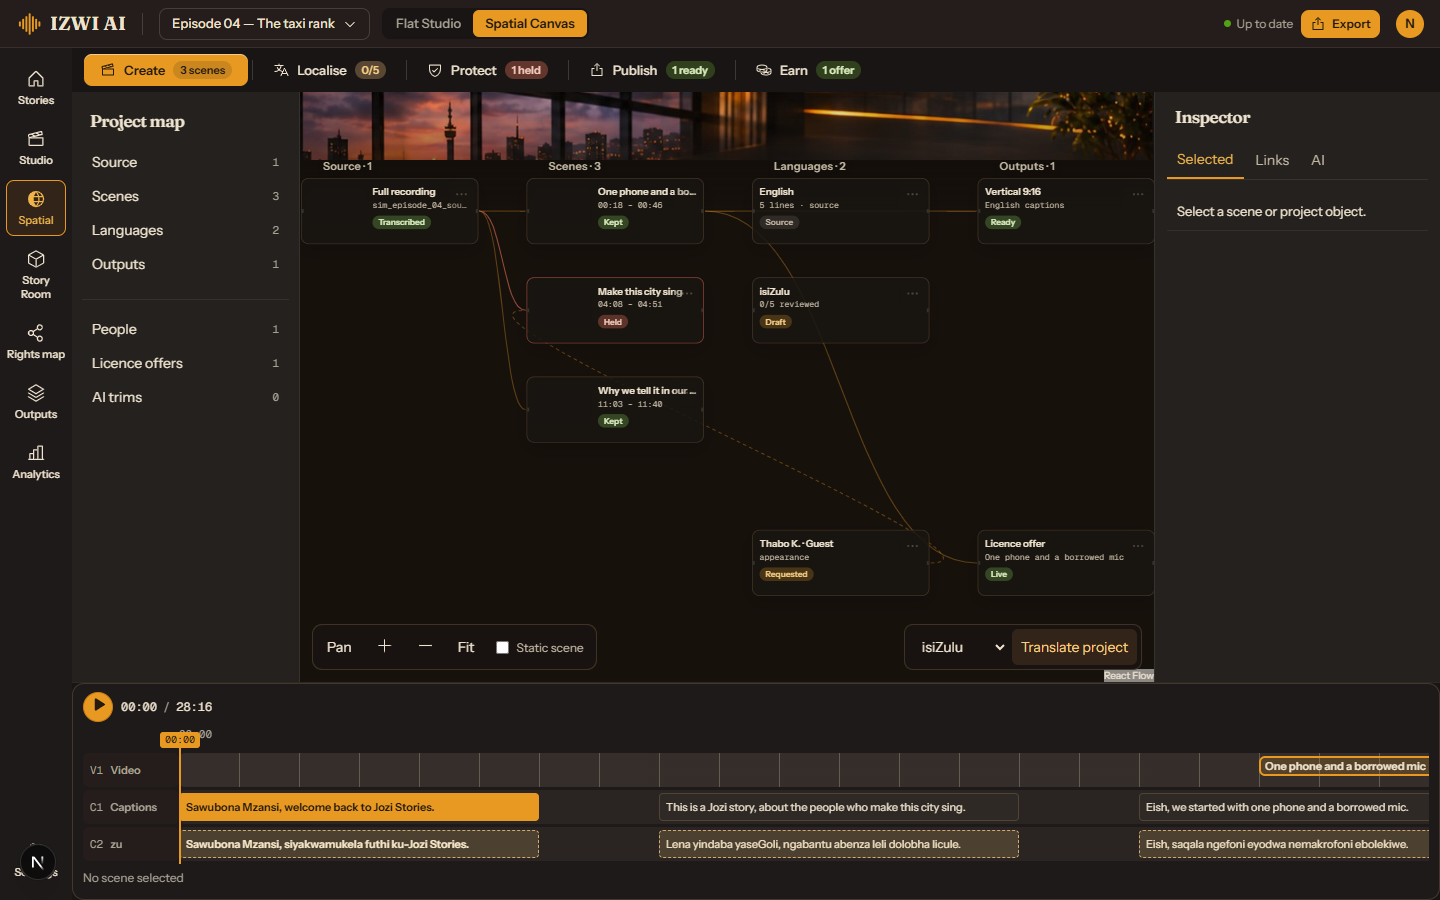 IZWI AI
Episode 04 — The taxi rank
Flat Studio
Spatial Canvas
Up to date
Export
N
Create
3 scenes
Localise
0/5
Protect
1 held
Publish
1 ready
Earn
1 offer
Stories
Studio
Spatial
Story Room
Rights map
Outputs
Analytics
Project map
Source 1
Scenes 3
Languages 2
Outputs 1
People 1
Licence offers 1
AI trims 0
Source · 1
Scenes · 3
Languages · 2
Outputs · 1
Full recording
sim_episode_04_sou…
Transcribed
One phone and a bo…
00:18 – 00:46
Kept
English
5 lines · source
Source
Vertical 9:16
English captions
Ready
Make this city sing
04:08 – 04:51
Held
isiZulu
0/5 reviewed
Draft
Why we tell it in our …
11:03 – 11:40
Kept
Thabo K. · Guest
appearance
Requested
Licence offer
One phone and a borrowed mic
Live
Pan
Fit
Static scene
isiZulu
Translate project
React Flow
Inspector
Selected
Links
AI
Select a scene or project object.
00:00 / 28:16
00:00
V1 Video
One phone and a borrowed mic
C1 Captions
Sawubona Mzansi, welcome back to Jozi Stories.
This is a Jozi story, about the people who make this city sing.
Eish, we started with one phone and a borrowed mic.
C2 zu
Sawubona Mzansi, siyakwamukela futhi ku-Jozi Stories.
Lena yindaba yaseGoli, ngabantu abenza leli dolobha licule.
Eish, saqala ngefoni eyodwa nemakrofoni ebolekiwe.
No scene selected
N